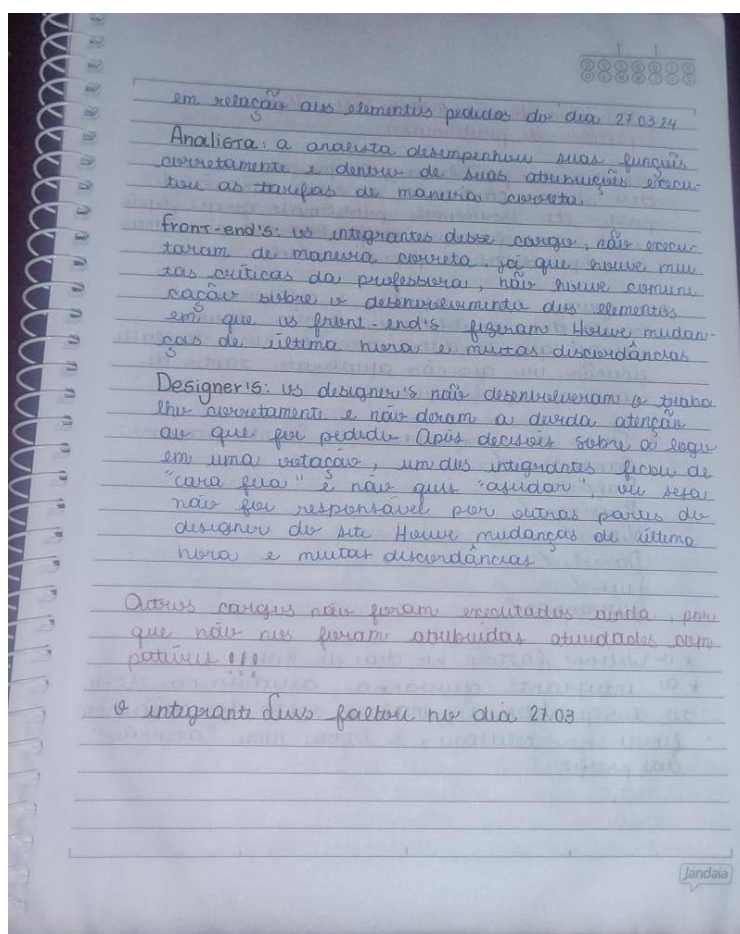 em relação aos elementos pedidos do dia 27.03.24
Analista: a analista desempenhou suas funções
corretamente e dentro de suas atribuições execu-
tou as tarefas de maneira correta.
front-end's: os integrantes desse cargo, não execu
taram de maneira correta, já que houve mui
tas críticas da professora, não houve comuni
cação sobre o desenvolvimento dos elementos
em que os front-end's fizeram. Houve mudan-
ças de última hora e muitas discordâncias
Designer's: os designer's não desenvolveram o traba
lho corretamente e não deram a devida atenção
ao que foi pedido. Após decisões sobre a logo
em uma votação, um dos integrantes ficou de
"cara feia" e não quis "ajudar", ou seja
não foi responsável por outras partes do
designer do site. Houve mudanças de última
hora e muitas discordâncias.
Outros cargos não foram executados ainda, por
que não nos foram atribuídas atividades com
patíveis !!!
O integrante Luis faltou no dia 27.03
Jandaia